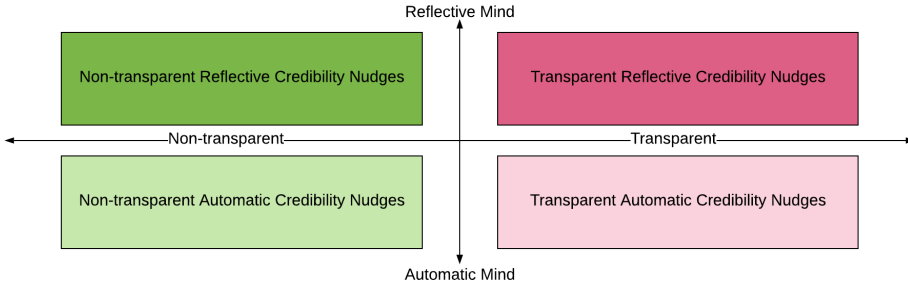 Reflective Mind
Non-transparent Reflective Credibility Nudges
Transparent Reflective Credibility Nudges
Non-transparent
Transparent
Non-transparent Automatic Credibility Nudges
Transparent Automatic Credibility Nudges
Automatic Mind